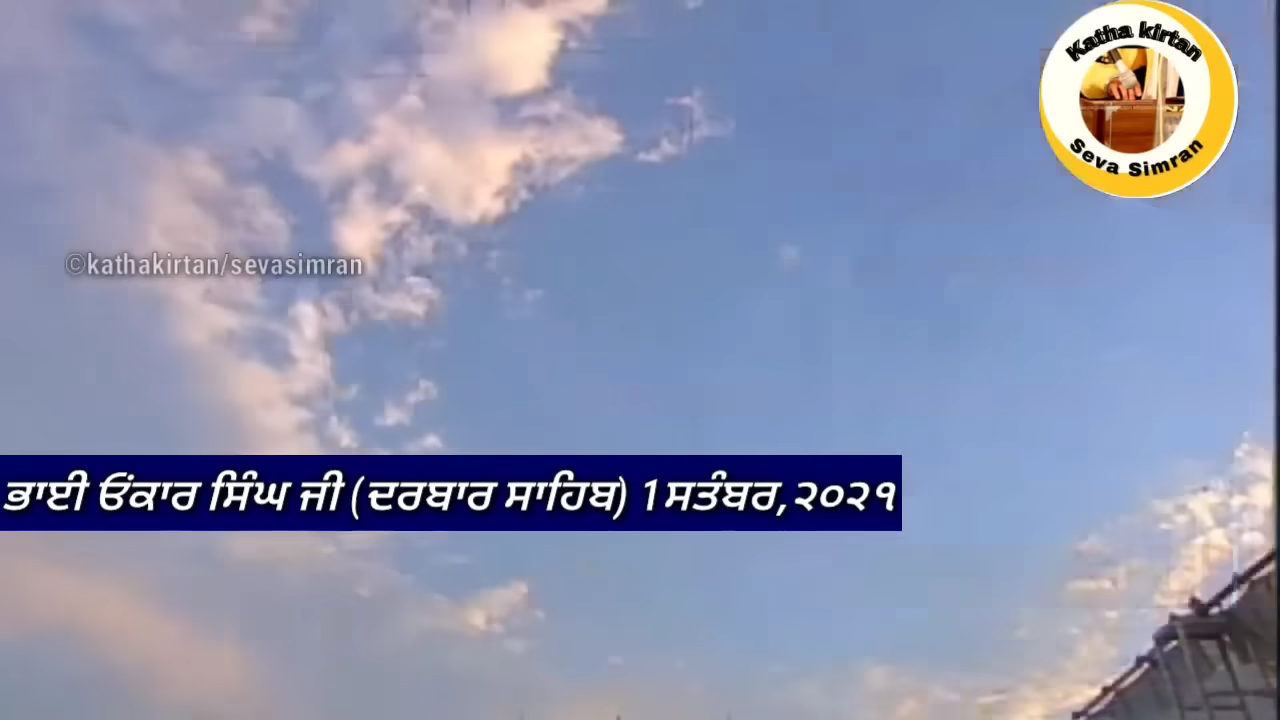 Katha kirtan
Seva Simran
©kathakirtan/sevasimran
ਭਾਈ ਓਂਕਾਰ ਸਿੰਘ ਜੀ (ਦਰਬਾਰ ਸਾਹਿਬ) 1 ਸਤੰਬਰ,੨੦੨੧